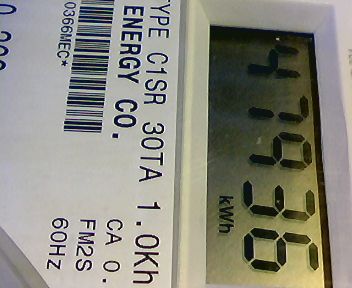 TYPE C1SR 30TA 1.0Kh
ENERGY CO.
CA 0.
FM2S
60HZ
0366MEC*
47936
kWh